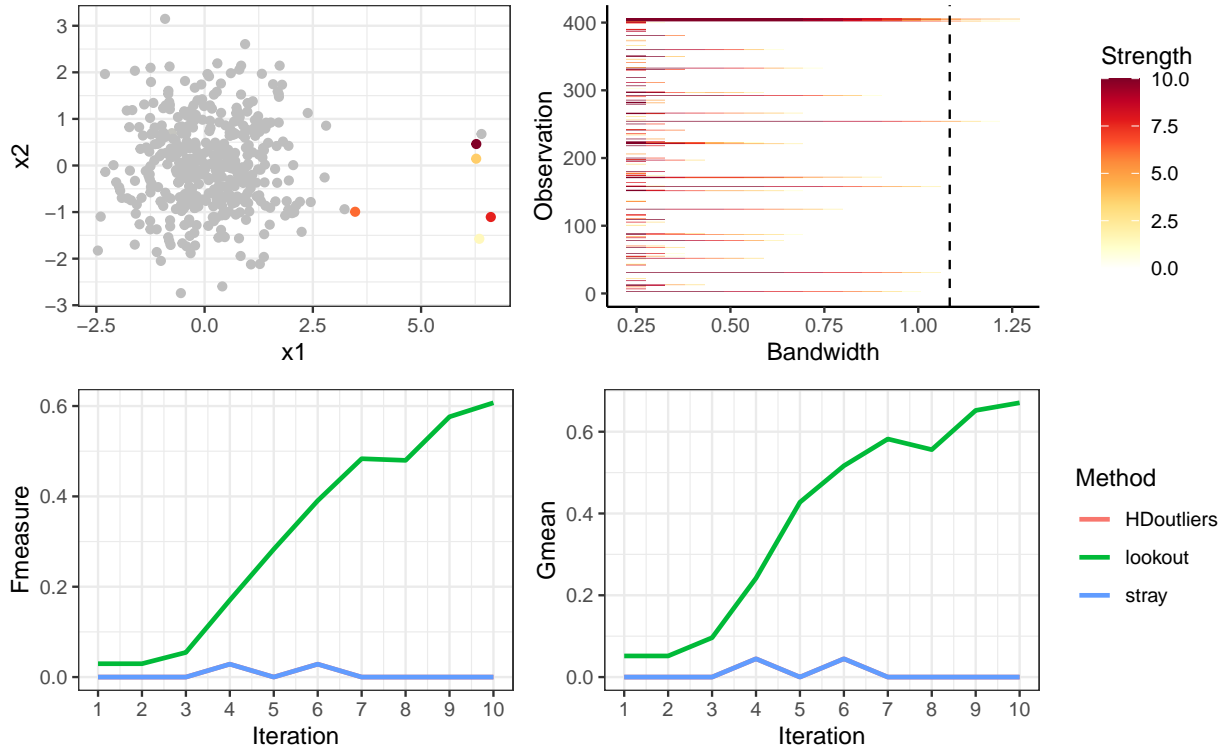 3
2
1
0
−1
−2
−3
−2.5 0.0 2.5 5.0
x1
x2
400
300
200
100
0
0.25 0.50 0.75 1.00 1.25
Bandwidth
Observation
Strength
10.0
7.5
5.0
2.5
0.0
0.6
0.4
0.2
0.0
1 2 3 4 5 6 7 8 9 10
Iteration
Fmeasure
0.6
0.4
0.2
0.0
1 2 3 4 5 6 7 8 9 10
Iteration
Gmean
Method
HDoutliers
lookout
stray